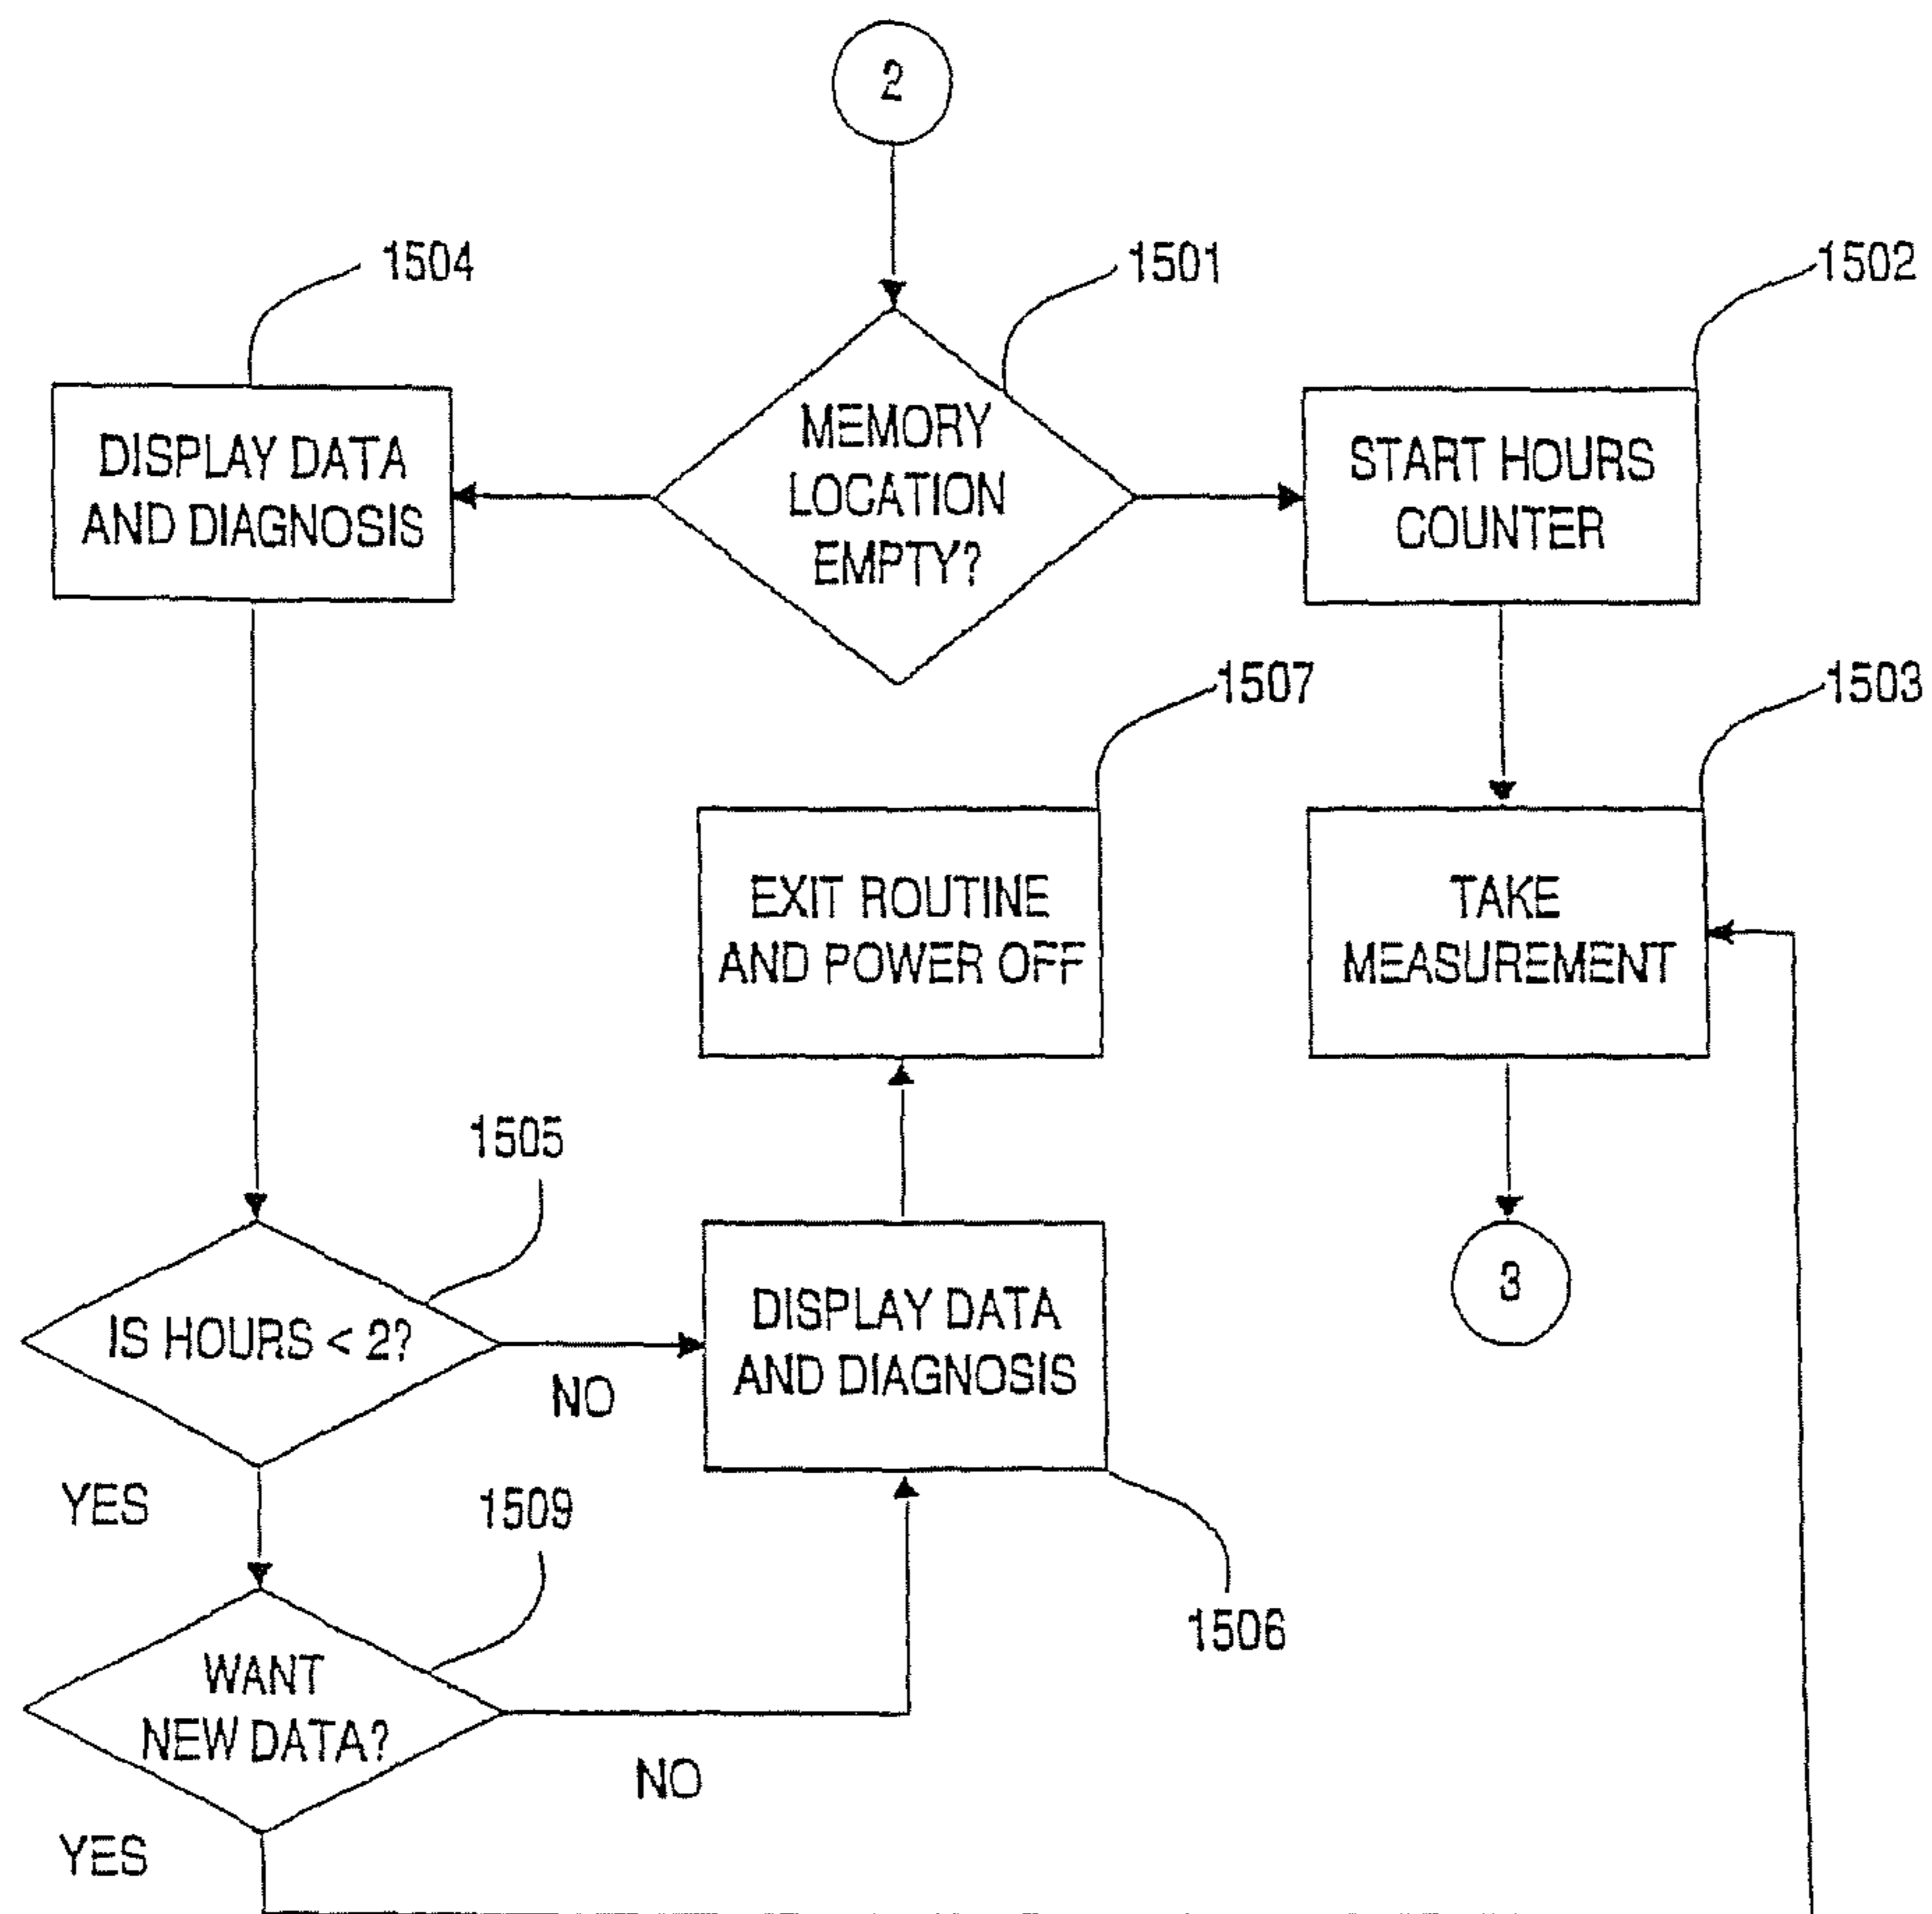 2
1504
1501
1502
DISPLAY DATA
AND DIAGNOSIS
MEMORY
LOCATION
EMPTY?
START HOURS
COUNTER
1507
1503
EXIT ROUTINE
AND POWER OFF
TAKE
MEASUREMENT
1505
IS HOURS < 2?
NO
DISPLAY DATA
AND DIAGNOSIS
3
YES
1509
1506
WANT
NEW DATA?
NO
YES